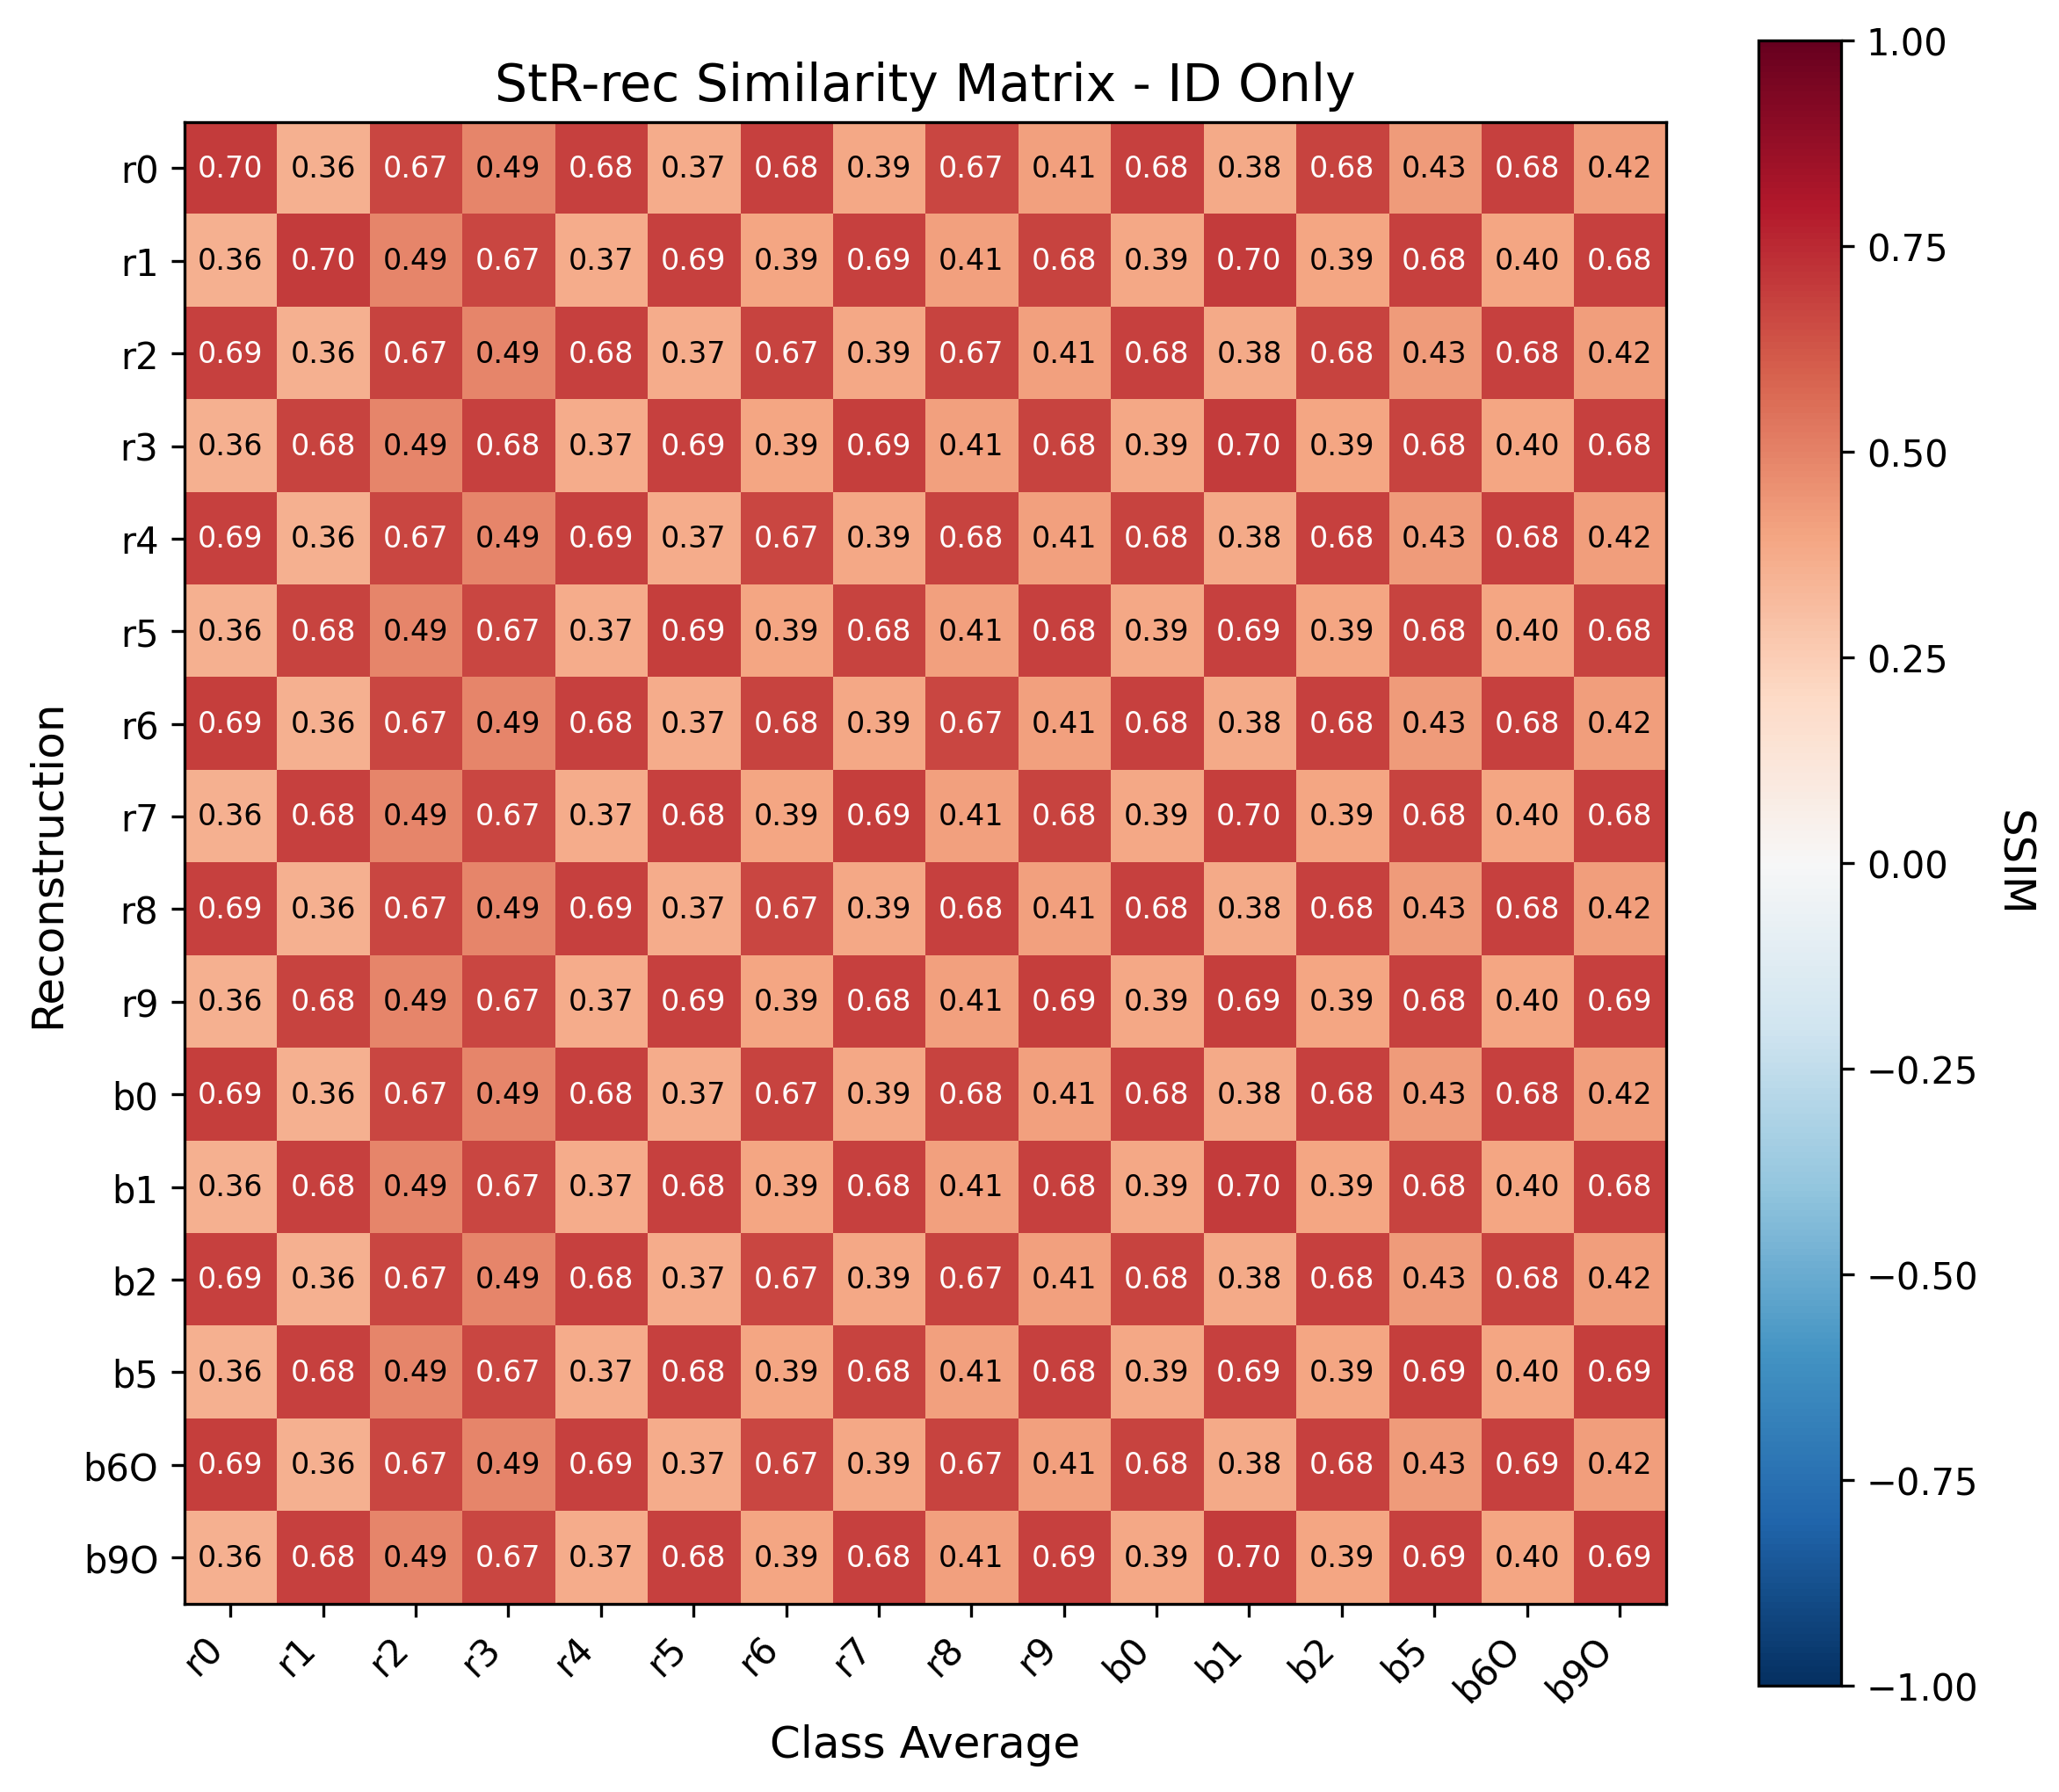 StR-rec Similarity Matrix - ID Only
r0 0.70 0.36 0.67 0.49 0.68 0.37 0.68 0.39 0.67 0.41 0.68 0.38 0.68 0.43 0.68 0.42
r1 0.36 0.70 0.49 0.67 0.37 0.69 0.39 0.69 0.41 0.68 0.39 0.70 0.39 0.68 0.40 0.68
r2 0.69 0.36 0.67 0.49 0.68 0.37 0.67 0.39 0.67 0.41 0.68 0.38 0.68 0.43 0.68 0.42
r3 0.36 0.68 0.49 0.68 0.37 0.69 0.39 0.69 0.41 0.68 0.39 0.70 0.39 0.68 0.40 0.68
r4 0.69 0.36 0.67 0.49 0.69 0.37 0.67 0.39 0.68 0.41 0.68 0.38 0.68 0.43 0.68 0.42
r5 0.36 0.68 0.49 0.67 0.37 0.69 0.39 0.68 0.41 0.68 0.39 0.69 0.39 0.68 0.40 0.68
r6 0.69 0.36 0.67 0.49 0.68 0.37 0.68 0.39 0.67 0.41 0.68 0.38 0.68 0.43 0.68 0.42
r7 0.36 0.68 0.49 0.67 0.37 0.68 0.39 0.69 0.41 0.68 0.39 0.70 0.39 0.68 0.40 0.68
r8 0.69 0.36 0.67 0.49 0.69 0.37 0.67 0.39 0.68 0.41 0.68 0.38 0.68 0.43 0.68 0.42
r9 0.36 0.68 0.49 0.67 0.37 0.69 0.39 0.68 0.41 0.69 0.39 0.69 0.39 0.68 0.40 0.69
b0 0.69 0.36 0.67 0.49 0.68 0.37 0.67 0.39 0.68 0.41 0.68 0.38 0.68 0.43 0.68 0.42
b1 0.36 0.68 0.49 0.67 0.37 0.68 0.39 0.68 0.41 0.68 0.39 0.70 0.39 0.68 0.40 0.68
b2 0.69 0.36 0.67 0.49 0.68 0.37 0.67 0.39 0.67 0.41 0.68 0.38 0.68 0.43 0.68 0.42
b5 0.36 0.68 0.49 0.67 0.37 0.68 0.39 0.68 0.41 0.68 0.39 0.69 0.39 0.69 0.40 0.69
b6O 0.69 0.36 0.67 0.49 0.69 0.37 0.67 0.39 0.67 0.41 0.68 0.38 0.68 0.43 0.69 0.42
b9O 0.36 0.68 0.49 0.67 0.37 0.68 0.39 0.68 0.41 0.69 0.39 0.70 0.39 0.69 0.40 0.69
r0 r1 r2 r3 r4 r5 r6 r7 r8 r9 b0 b1 b2 b5 b6O b9O
Class Average
Reconstruction
1.00
0.75
0.50
0.25
0.00
−0.25
−0.50
−0.75
−1.00
SSIM